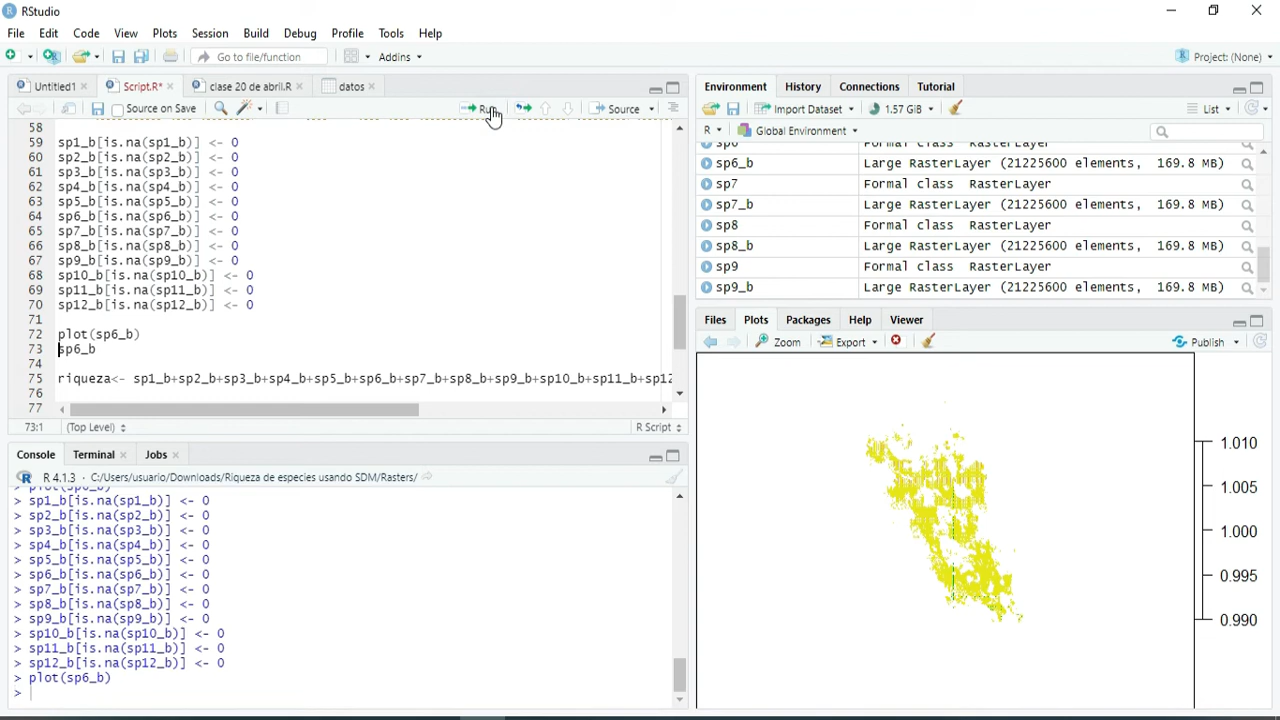 RStudio
File Edit Code View Plots Session Build Debug Profile Tools Help
Go to file/function Addins Project: (None)
Untitled1 Script.R* clase 20 de abril.R datos
Source on Save Run Source
58
59 sp1_b[is.na(sp1_b)] <- 0
60 sp2_b[is.na(sp2_b)] <- 0
61 sp3_b[is.na(sp3_b)] <- 0
62 sp4_b[is.na(sp4_b)] <- 0
63 sp5_b[is.na(sp5_b)] <- 0
64 sp6_b[is.na(sp6_b)] <- 0
65 sp7_b[is.na(sp7_b)] <- 0
66 sp8_b[is.na(sp8_b)] <- 0
67 sp9_b[is.na(sp9_b)] <- 0
68 sp10_b[is.na(sp10_b)] <- 0
69 sp11_b[is.na(sp11_b)] <- 0
70 sp12_b[is.na(sp12_b)] <- 0
71
72 plot(sp6_b)
73 sp6_b
74
75 riqueza<- sp1_b+sp2_b+sp3_b+sp4_b+sp5_b+sp6_b+sp7_b+sp8_b+sp9_b+sp10_b+sp11_b+sp12
76
77
73:1 (Top Level) R Script
Console Terminal Jobs
R 4.1.3 · C:/Users/usuario/Downloads/Riqueza de especies usando SDM/Rasters/
> plot(sp6_b)
> sp1_b[is.na(sp1_b)] <- 0
> sp2_b[is.na(sp2_b)] <- 0
> sp3_b[is.na(sp3_b)] <- 0
> sp4_b[is.na(sp4_b)] <- 0
> sp5_b[is.na(sp5_b)] <- 0
> sp6_b[is.na(sp6_b)] <- 0
> sp7_b[is.na(sp7_b)] <- 0
> sp8_b[is.na(sp8_b)] <- 0
> sp9_b[is.na(sp9_b)] <- 0
> sp10_b[is.na(sp10_b)] <- 0
> sp11_b[is.na(sp11_b)] <- 0
> sp12_b[is.na(sp12_b)] <- 0
> plot(sp6_b)
>
Environment History Connections Tutorial
Import Dataset 1.57 GiB List
R Global Environment
sp6 Formal class RasterLayer
sp6_b Large RasterLayer (21225600 elements, 169.8 MB)
sp7 Formal class RasterLayer
sp7_b Large RasterLayer (21225600 elements, 169.8 MB)
sp8 Formal class RasterLayer
sp8_b Large RasterLayer (21225600 elements, 169.8 MB)
sp9 Formal class RasterLayer
sp9_b Large RasterLayer (21225600 elements, 169.8 MB)
Files Plots Packages Help Viewer
Zoom Export Publish
1.010
1.005
1.000
0.995
0.990